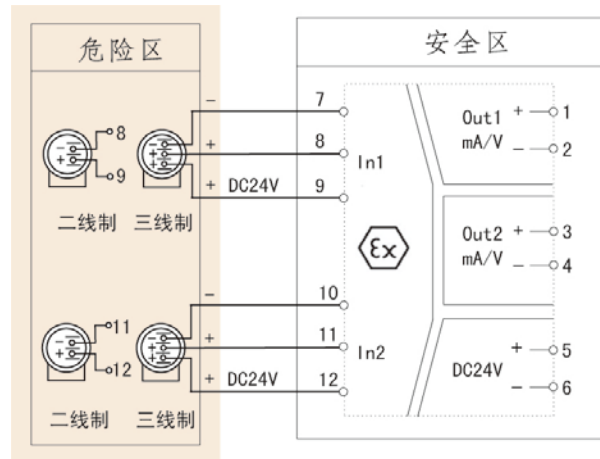 危险区
安全区
- 7
+ 8
+ DC24V 9
In1
-
+
8
9
二线制 三线制
Out1 + 1
mA/V - 2
Ex
Out2 + 3
mA/V - 4
- 10
+ 11
+ DC24V 12
In2
-
+
11
12
二线制 三线制
DC24V
+ 5
- 6